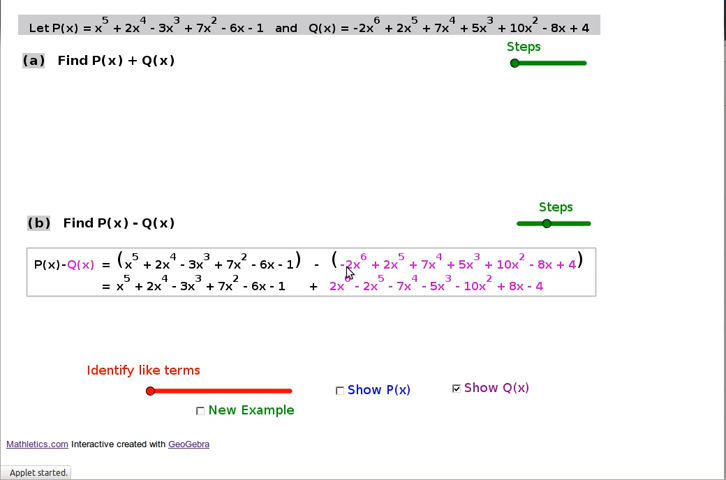 Let P(x) = x⁵ + 2x⁴ - 3x³ + 7x² - 6x - 1 and Q(x) = -2x⁶ + 2x⁵ + 7x⁴ + 5x³ + 10x² - 8x + 4
Steps
(a) Find P(x) + Q(x)
Steps
(b) Find P(x) - Q(x)
P(x)-Q(x) = (x⁵ + 2x⁴ - 3x³ + 7x² - 6x - 1) - (-2x⁶ + 2x⁵ + 7x⁴ + 5x³ + 10x² - 8x + 4)
= x⁵ + 2x⁴ - 3x³ + 7x² - 6x - 1 + 2x⁶ - 2x⁵ - 7x⁴ - 5x³ - 10x² + 8x - 4
Identify like terms
Show P(x) Show Q(x)
New Example
Mathletics.com Interactive created with GeoGebra
Applet started.